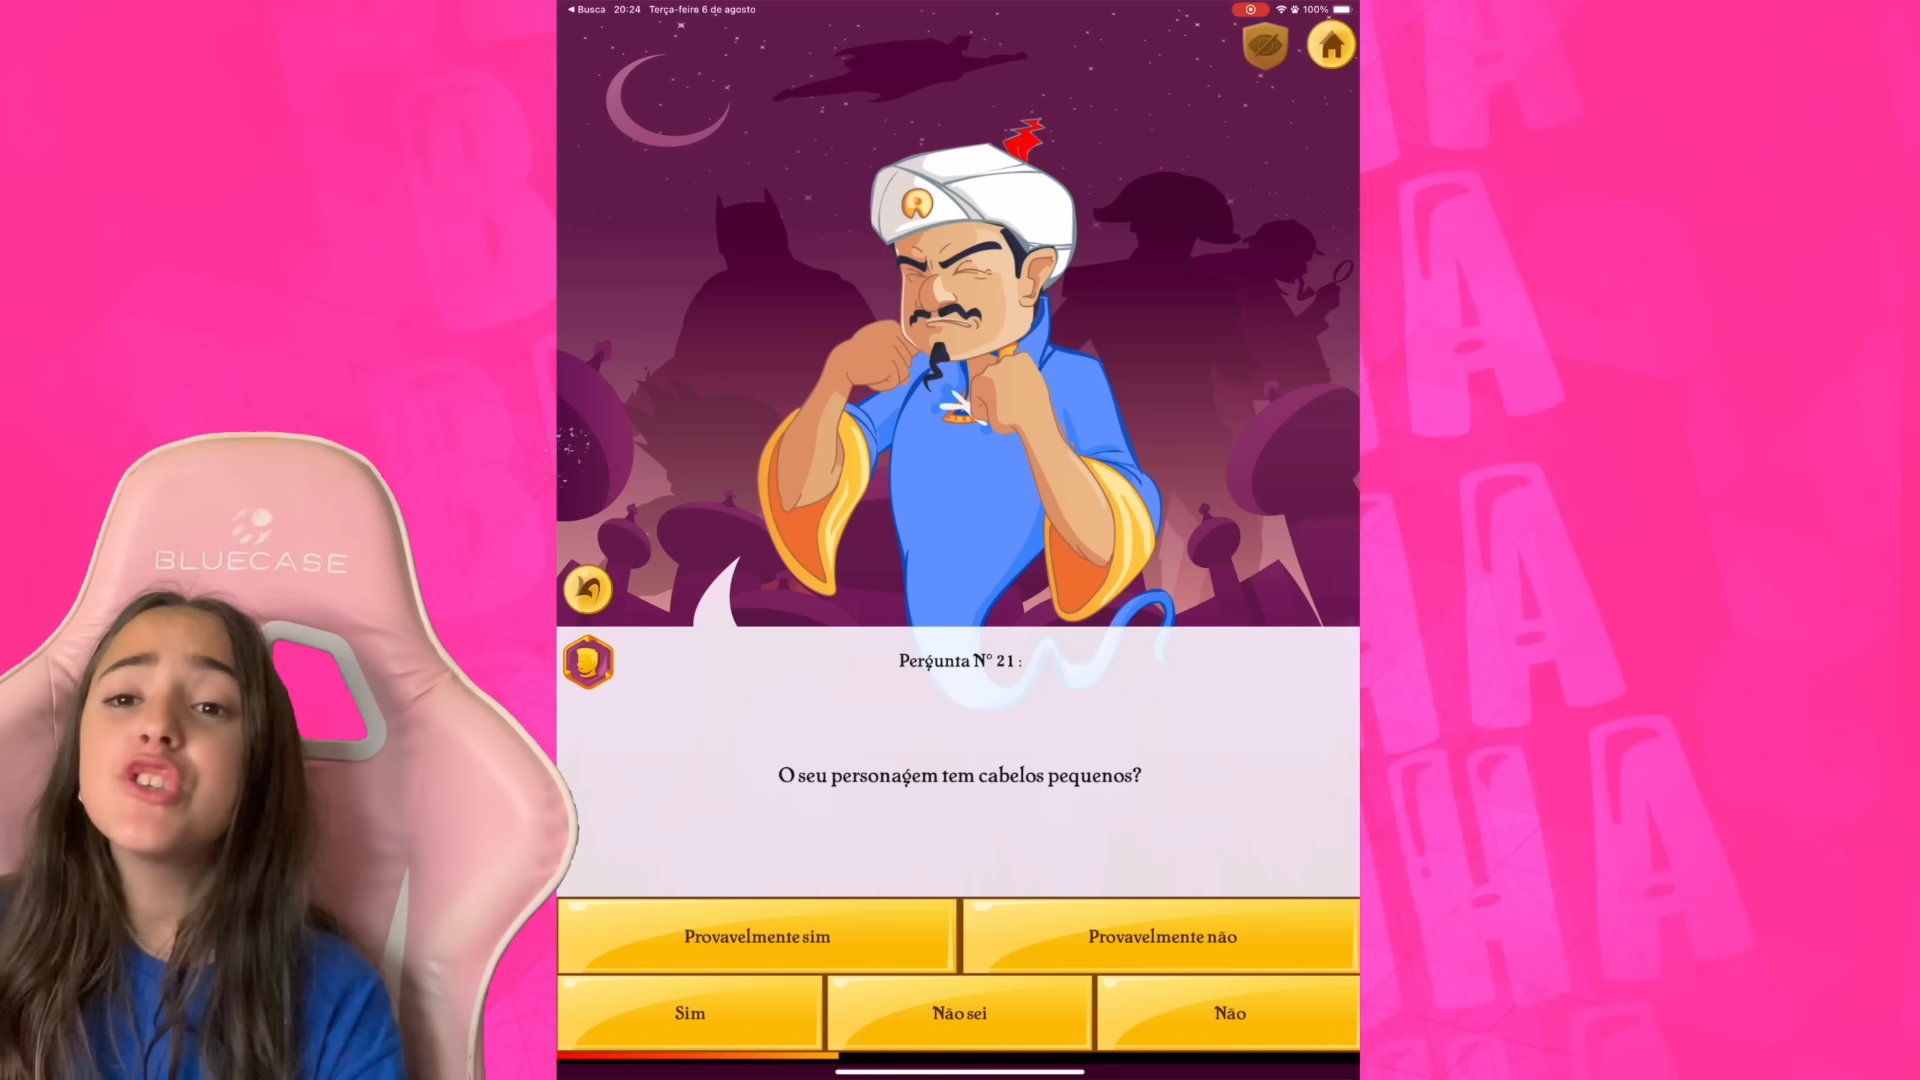 Busca 20:24 Terça-feira 6 de agosto
100%
BLUECASE
Pergunta N° 21 :
O seu personagem tem cabelos pequenos?
Provavelmente sim
Provavelmente não
Sim
Não sei
Não